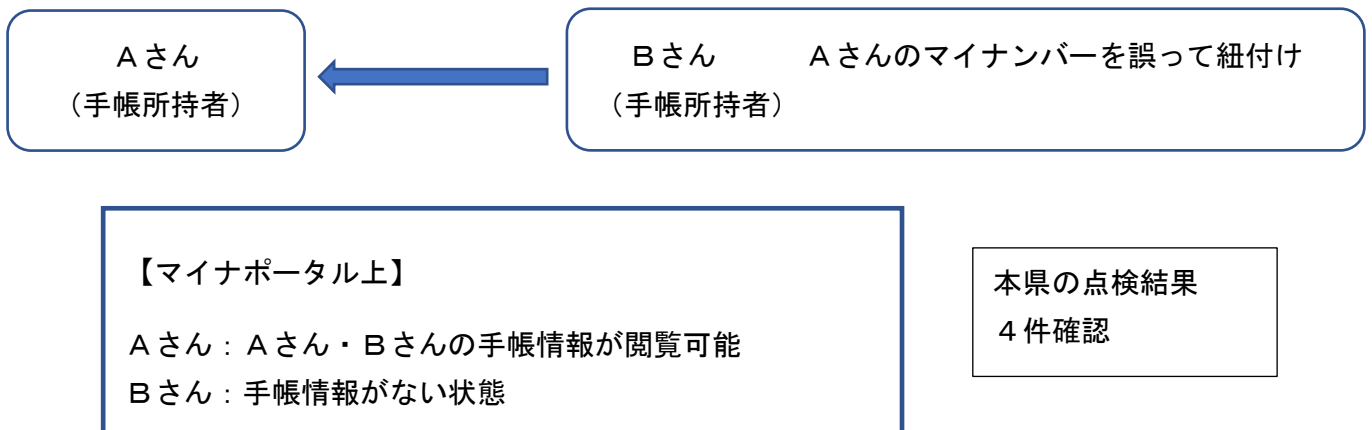 Aさん
(手帳所持者)
Bさん Aさんのマイナンバーを誤って紐付け
(手帳所持者)
【マイナポータル上】
Aさん:Aさん・Bさんの手帳情報が閲覧可能
Bさん:手帳情報がない状態
本県の点検結果
4件確認